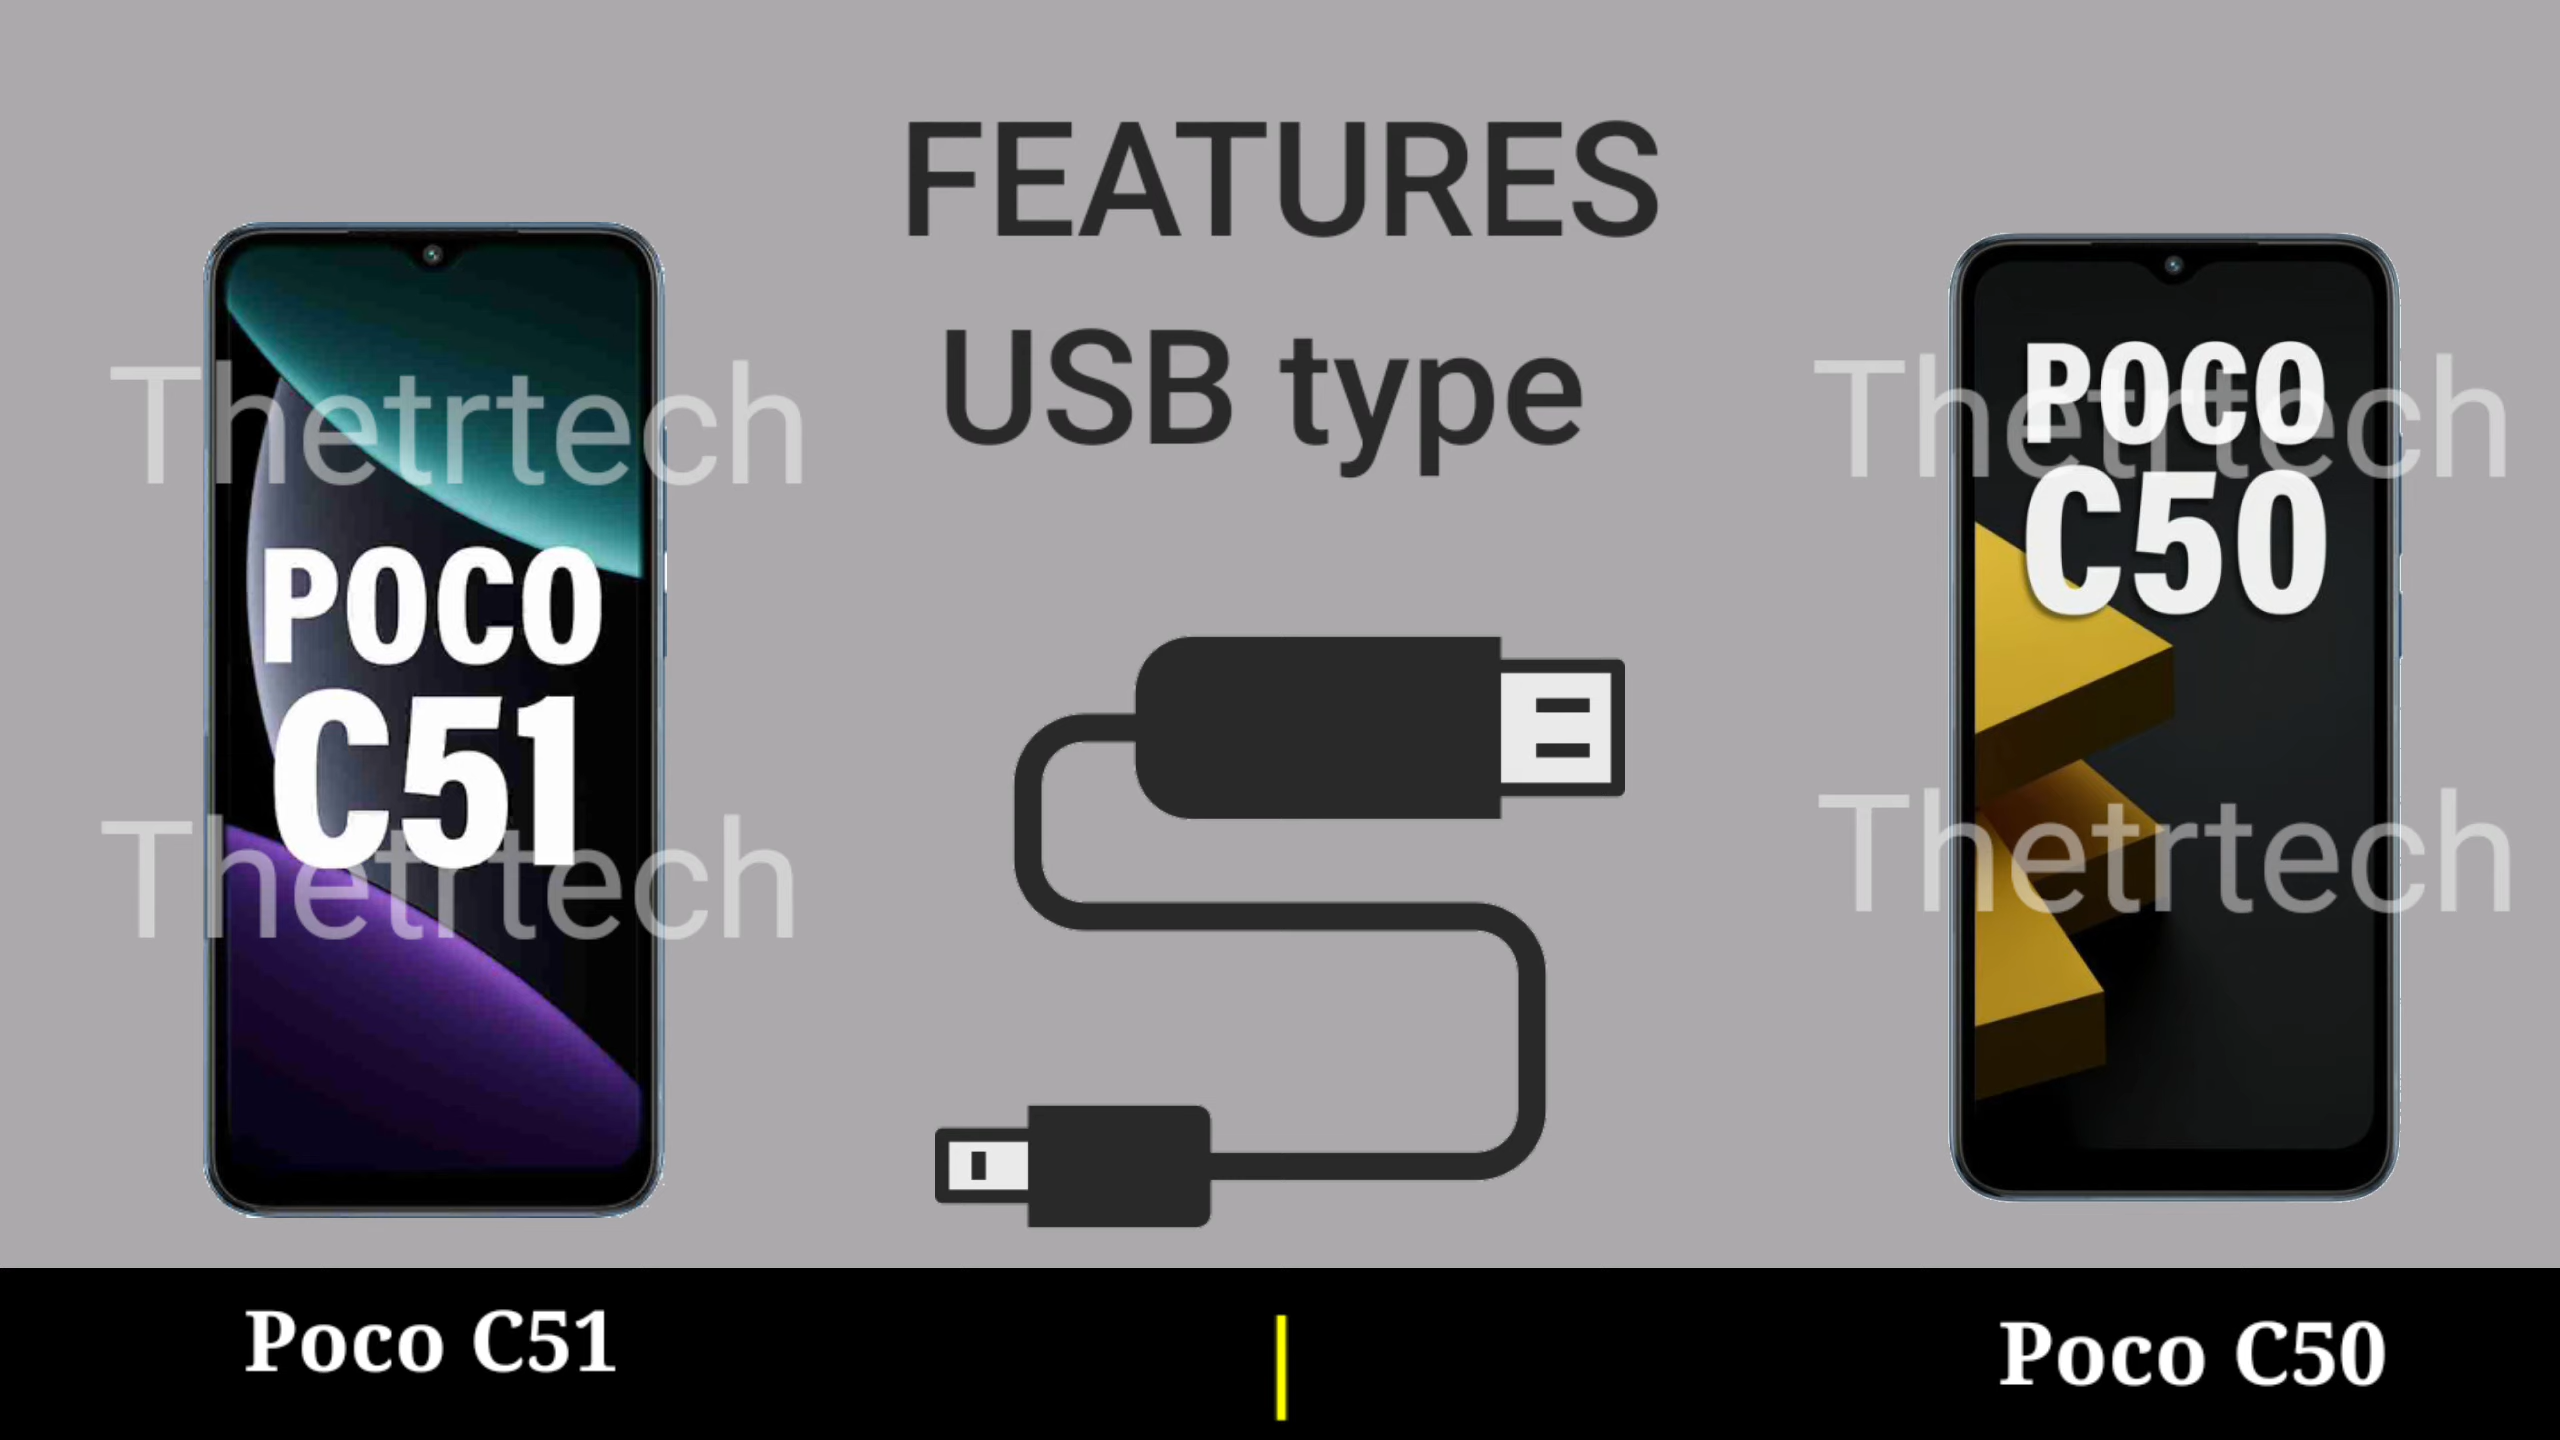 FEATURES
USB type
Thetrtech
POCO
C51
Thetrtech
Thetrtech
POCO
C50
Thetrtech
Poco C51
Poco C50